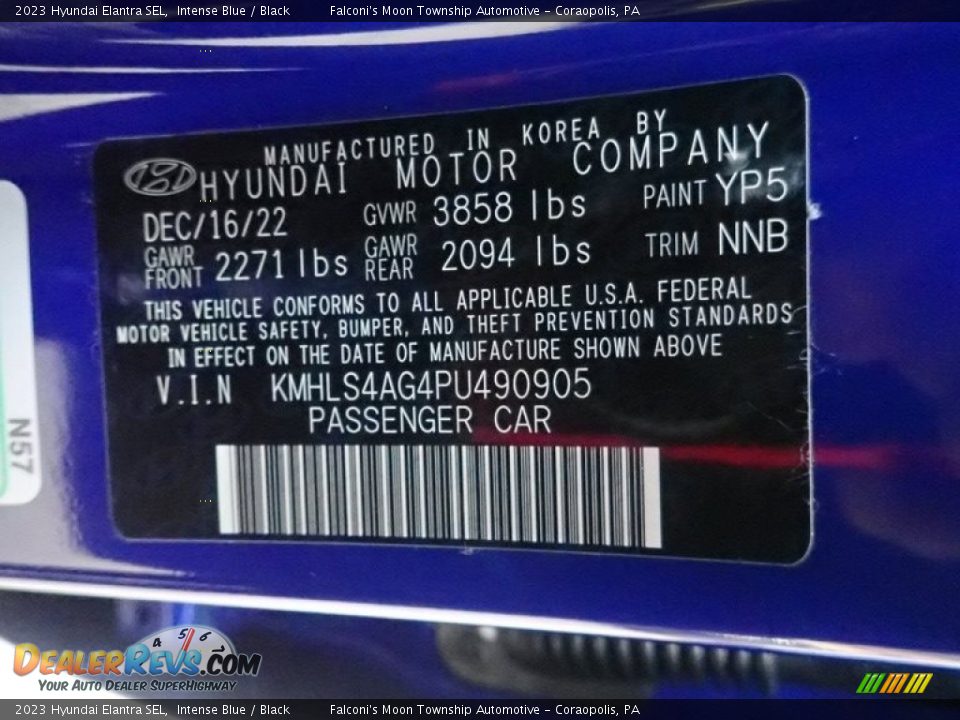 2023 Hyundai Elantra SEL, Intense Blue / Black Falconi's Moon Township Automotive - Coraopolis, PA
MANUFACTURED IN KOREA BY
HYUNDAI MOTOR COMPANY
DEC/16/22 GVWR 3858 lbs PAINT YP5
GAWR FRONT 2271 lbs GAWR REAR 2094 lbs TRIM NNB
THIS VEHICLE CONFORMS TO ALL APPLICABLE U.S.A. FEDERAL
MOTOR VEHICLE SAFETY, BUMPER, AND THEFT PREVENTION STANDARDS
IN EFFECT ON THE DATE OF MANUFACTURE SHOWN ABOVE
V.I.N KMHLS4AG4PU490905
PASSENGER CAR
N57
4 5 6
DEALERREVS.COM
YOUR AUTO DEALER SUPERHIGHWAY
2023 Hyundai Elantra SEL, Intense Blue / Black Falconi's Moon Township Automotive - Coraopolis, PA